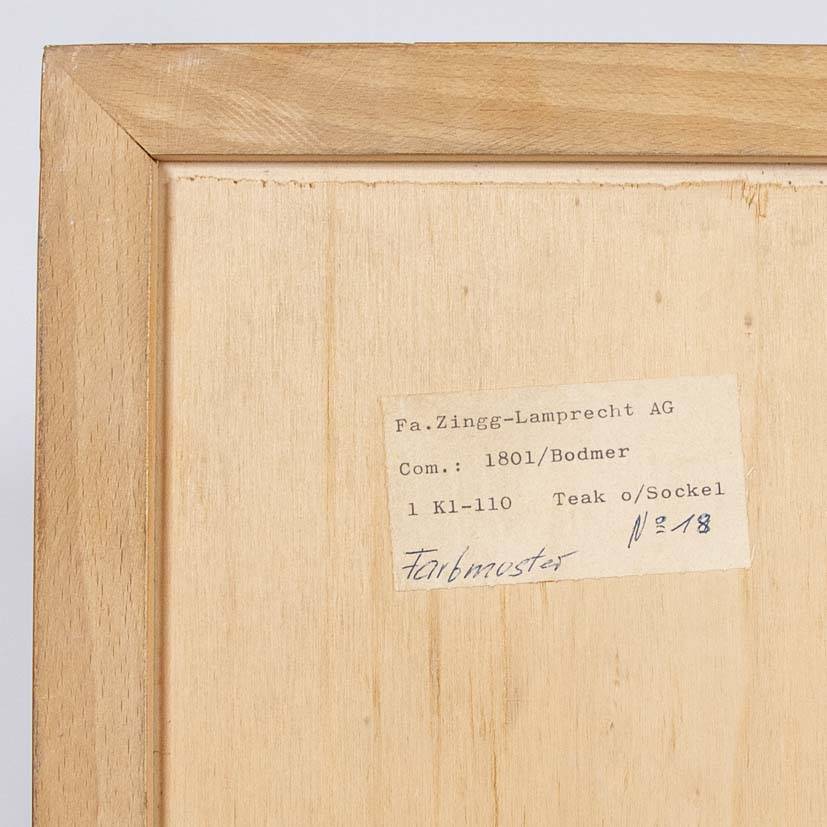 Fa.Zingg-Lamprecht AG
Com.: 1801/Bodmer
1 Kl-110 Teak o/Sockel
Nº 18
Farbmuster